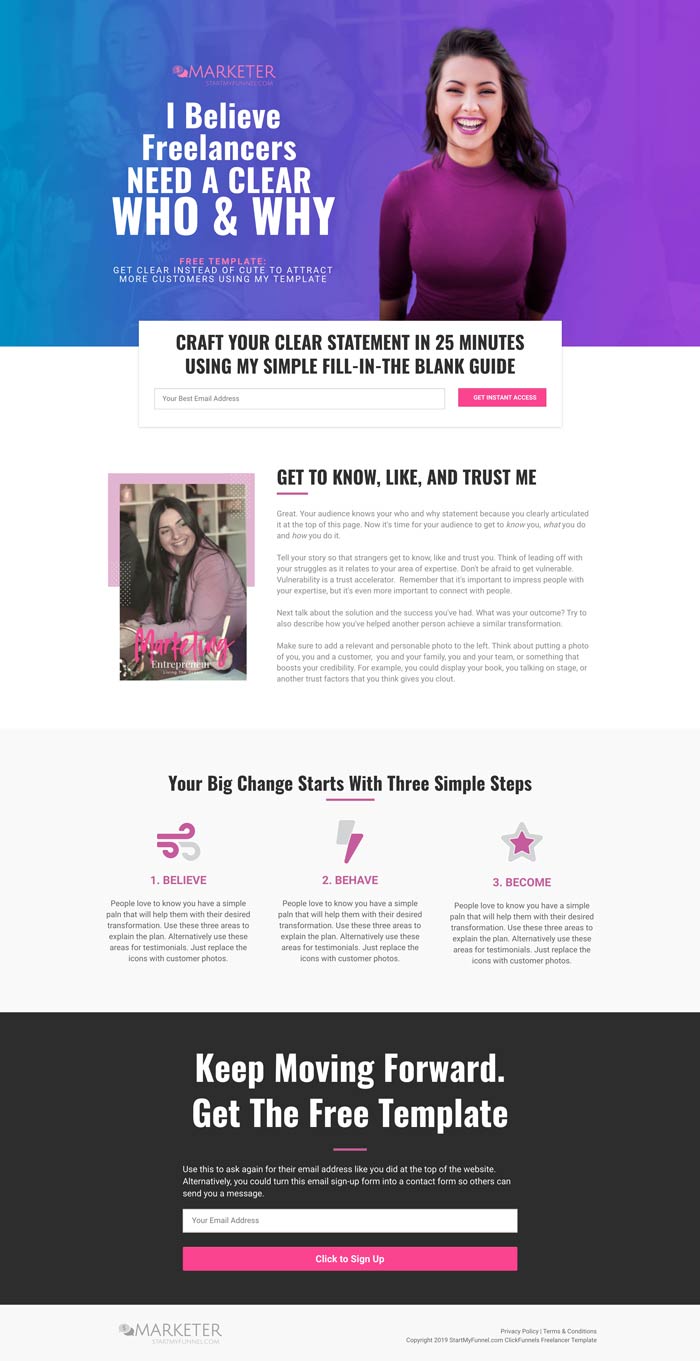 MARKETER
STARTMYFUNNEL.COM
I Believe
Freelancers
NEED A CLEAR
WHO & WHY
FREE TEMPLATE:
GET CLEAR INSTEAD OF CUTE TO ATTRACT
MORE CUSTOMERS USING MY TEMPLATE
CRAFT YOUR CLEAR STATEMENT IN 25 MINUTES
USING MY SIMPLE FILL-IN-THE BLANK GUIDE
Your Best Email Address
GET INSTANT ACCESS
GET TO KNOW, LIKE, AND TRUST ME
Great. Your audience knows your who and why statement because you clearly articulated
it at the top of this page. Now it's time for your audience to get to know you, what you do
and how you do it.
Tell your story so that strangers get to know, like and trust you. Think of leading off with
your struggles as it relates to your area of expertise. Don't be afraid to get vulnerable.
Vulnerability is a trust accelerator. Remember that it's important to impress people with
your expertise, but it's even more important to connect with people.
Next talk about the solution and the success you've had. What was your outcome? Try to
also describe how you've helped another person achieve a similar transformation.
Make sure to add a relevant and personable photo to the left. Think about putting a photo
of you, you and a customer, you and your family, you and your team, or something that
boosts your credibility. For example, you could display your book, you talking on stage, or
another trust factors that you think gives you clout.
Marketing
Entrepreneur
Living The Dream
Your Big Change Starts With Three Simple Steps
1. BELIEVE
People love to know you have a simple
paln that will help them with their desired
transformation. Use these three areas to
explain the plan. Alternatively use these
areas for testimonials. Just replace the
icons with customer photos.
2. BEHAVE
People love to know you have a simple
paln that will help them with their desired
transformation. Use these three areas to
explain the plan. Alternatively use these
areas for testimonials. Just replace the
icons with customer photos.
3. BECOME
People love to know you have a simple
paln that will help them with their desired
transformation. Use these three areas to
explain the plan. Alternatively use these
areas for testimonials. Just replace the
icons with customer photos.
Keep Moving Forward.
Get The Free Template
Use this to ask again for their email address like you did at the top of the website.
Alternatively, you could turn this email sign-up form into a contact form so others can
send you a message.
Your Email Address
Click to Sign Up
MARKETER
STARTMYFUNNEL.COM
Privacy Policy | Terms & Conditions
Copyright 2019 StartMyFunnel.com ClickFunnels Freelancer Template